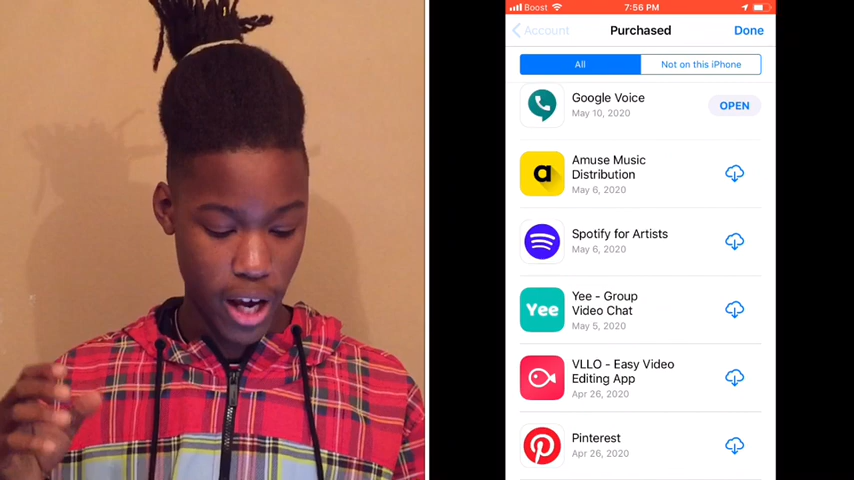 Boost 7:56 PM
Account Purchased Done
All Not on this iPhone
Google Voice
May 10, 2020
OPEN
a
Amuse Music
Distribution
May 6, 2020
Spotify for Artists
May 6, 2020
Yee
Yee - Group
Video Chat
May 5, 2020
VLLO - Easy Video
Editing App
Apr 26, 2020
Pinterest
Apr 26, 2020